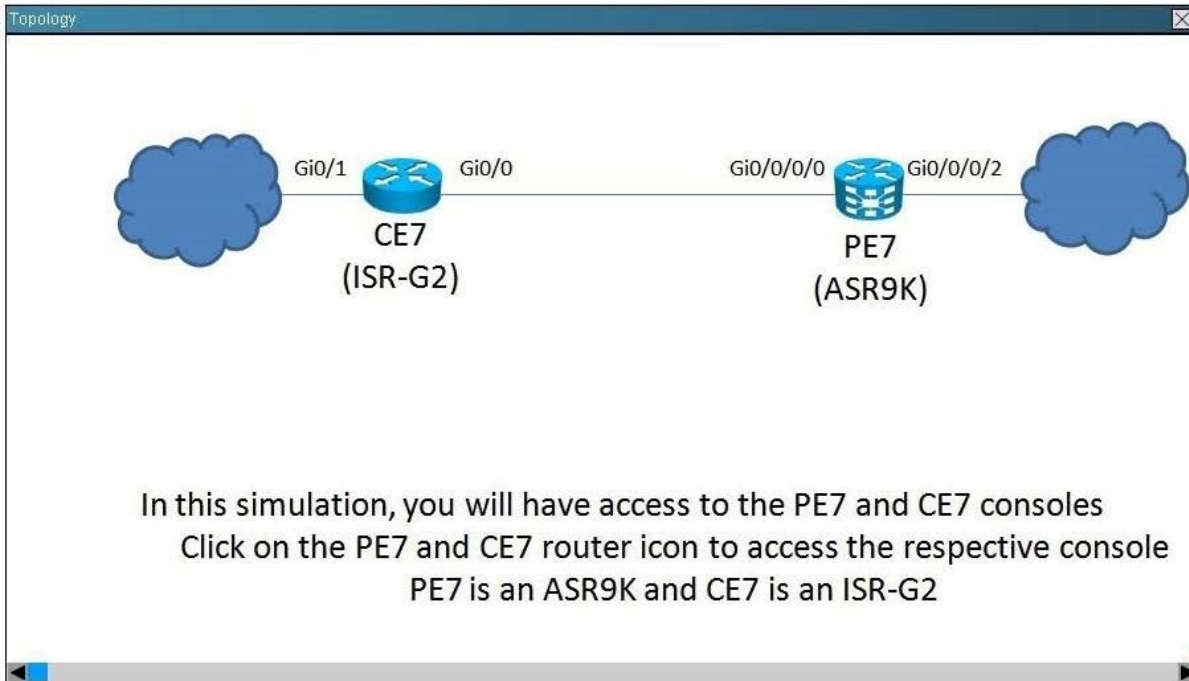 Topology
Gi0/1
Gi0/0
Gi0/0/0/0
Gi0/0/0/2
CE7
(ISR-G2)
PE7
(ASR9K)
In this simulation, you will have access to the PE7 and CE7 consoles
Click on the PE7 and CE7 router icon to access the respective console
PE7 is an ASR9K and CE7 is an ISR-G2